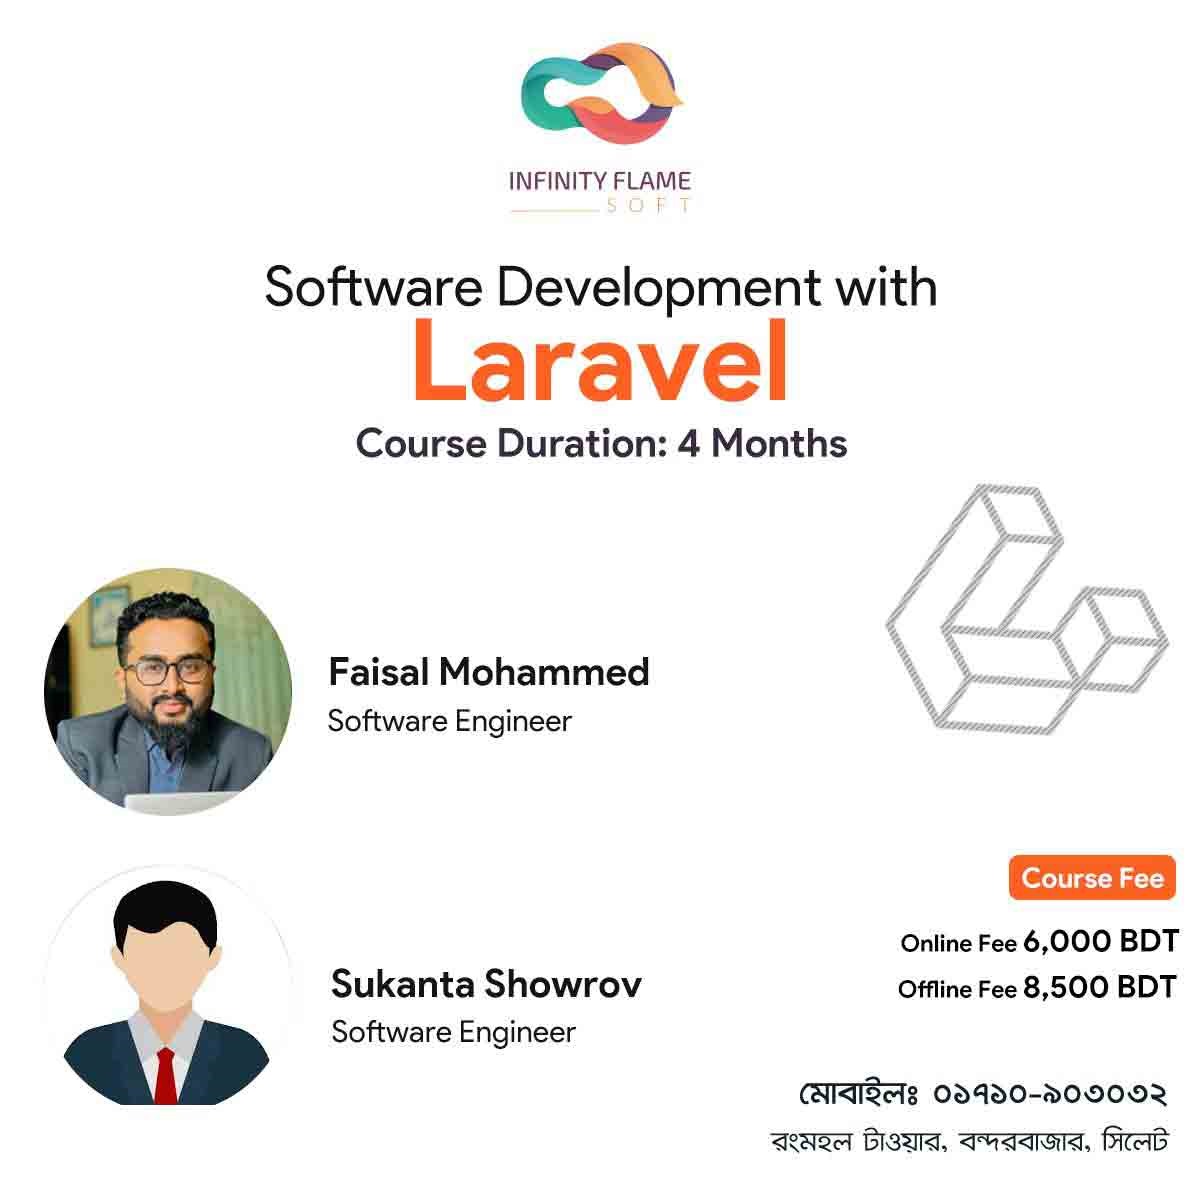 INFINITY FLAME
SOFT
Software Development with
Laravel
Course Duration: 4 Months
Faisal Mohammed
Software Engineer
Sukanta Showrov
Software Engineer
Course Fee
Online Fee 6,000 BDT
Offline Fee 8,500 BDT
মোবাইলঃ ০১৭১০-৯০৩০৩২
রংমহল টাওয়ার, বন্দরবাজার, সিলেট